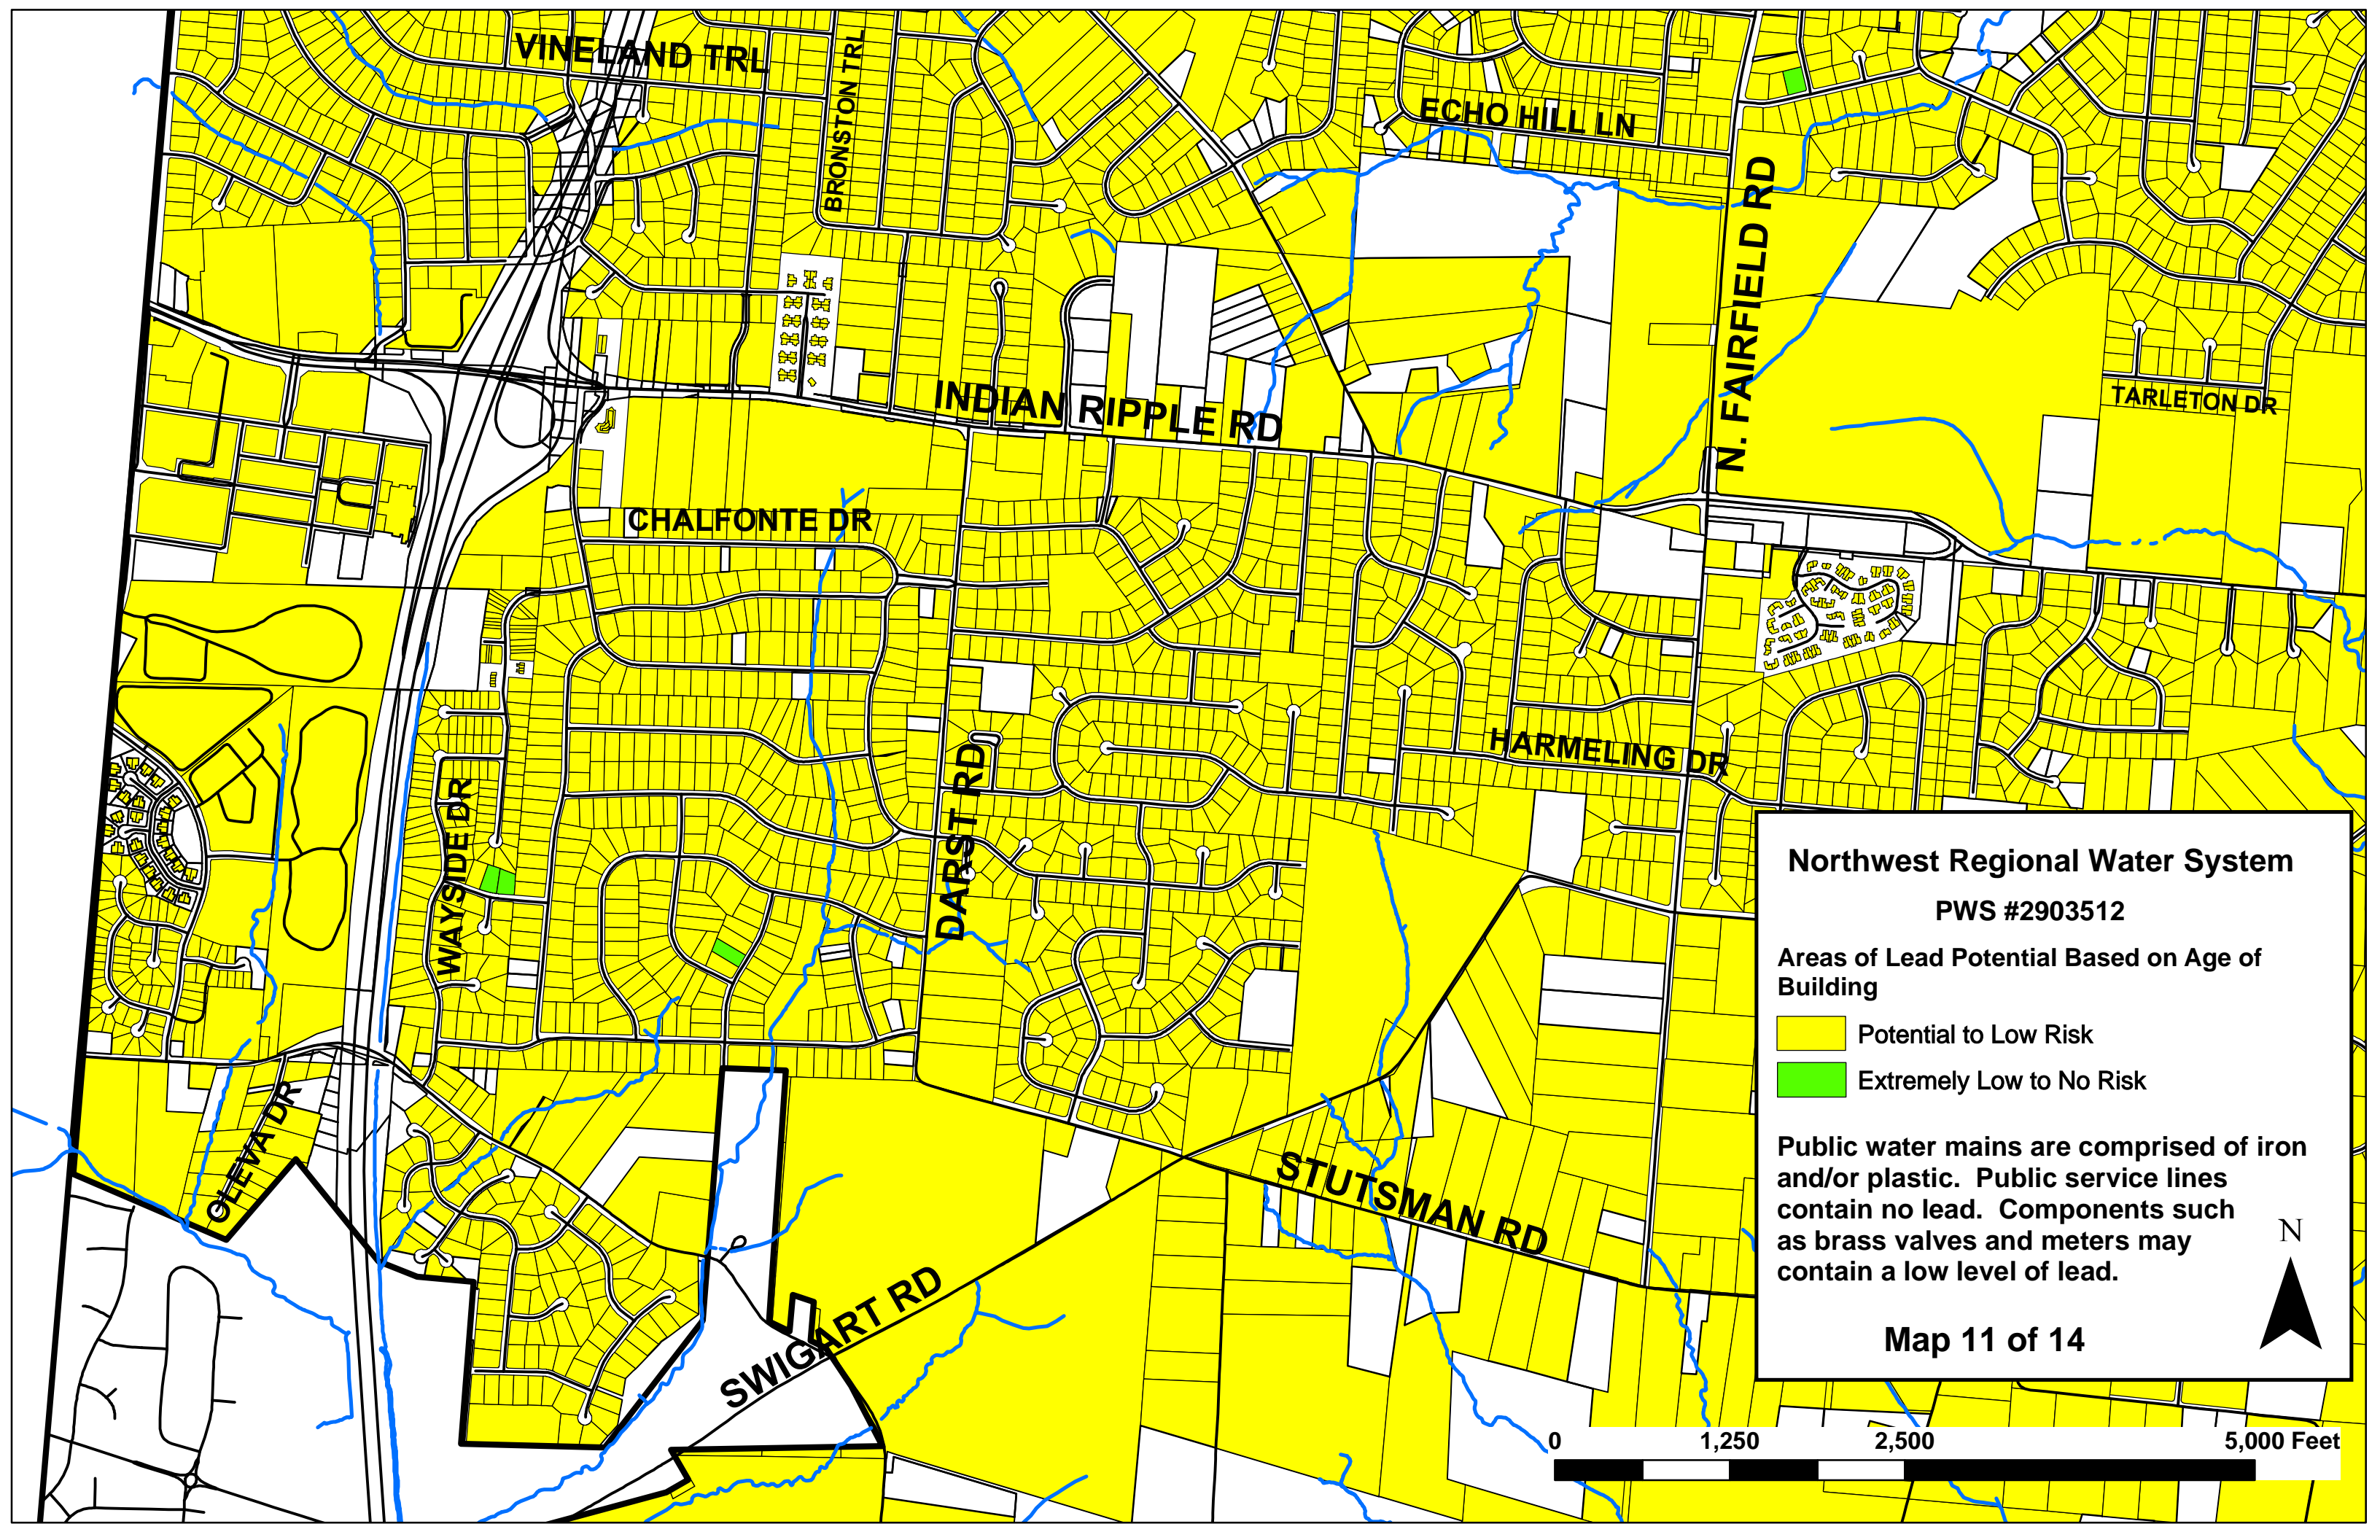 VINELAND TRL
BRONSTON TRL
ECHO HILL LN
N. FAIRFIELD RD
INDIAN RIPPLE RD
TARLETON DR
CHALFONTE DR
HARMELING DR
DARST RD
WAYSIDE DR
OLEVA DR
STUTSMAN RD
SWIGART RD
Northwest Regional Water System
PWS #2903512
Areas of Lead Potential Based on Age of
Building
Potential to Low Risk
Extremely Low to No Risk
Public water mains are comprised of iron
and/or plastic.  Public service lines
contain no lead.  Components such
as brass valves and meters may
contain a low level of lead.
N
Map 11 of 14
0 1,250 2,500 5,000 Feet